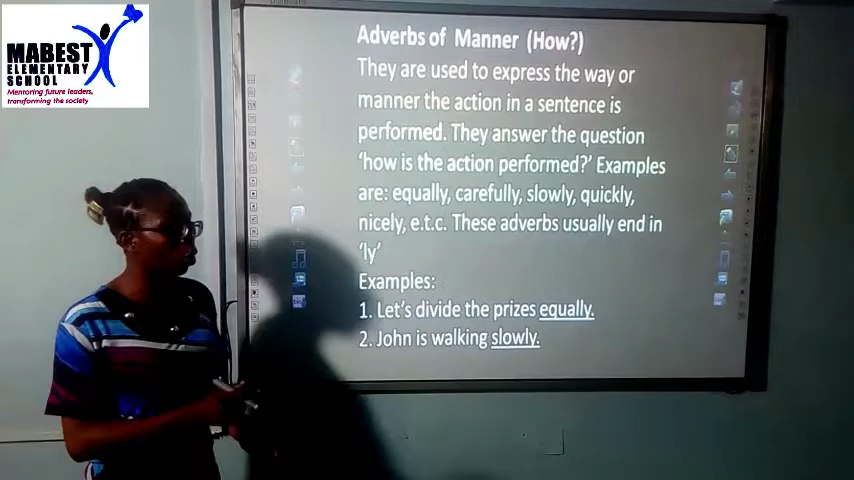 MABEST
ELEMENTARY
SCHOOL
Mentoring future leaders,
transforming the society
Adverbs of Manner (How?)
They are used to express the way or
manner the action in a sentence is
performed. They answer the question
‘how is the action performed?’ Examples
are: equally, carefully, slowly, quickly,
nicely, e.t.c. These adverbs usually end in
‘ly’
Examples:
1. Let’s divide the prizes equally.
2. John is walking slowly.